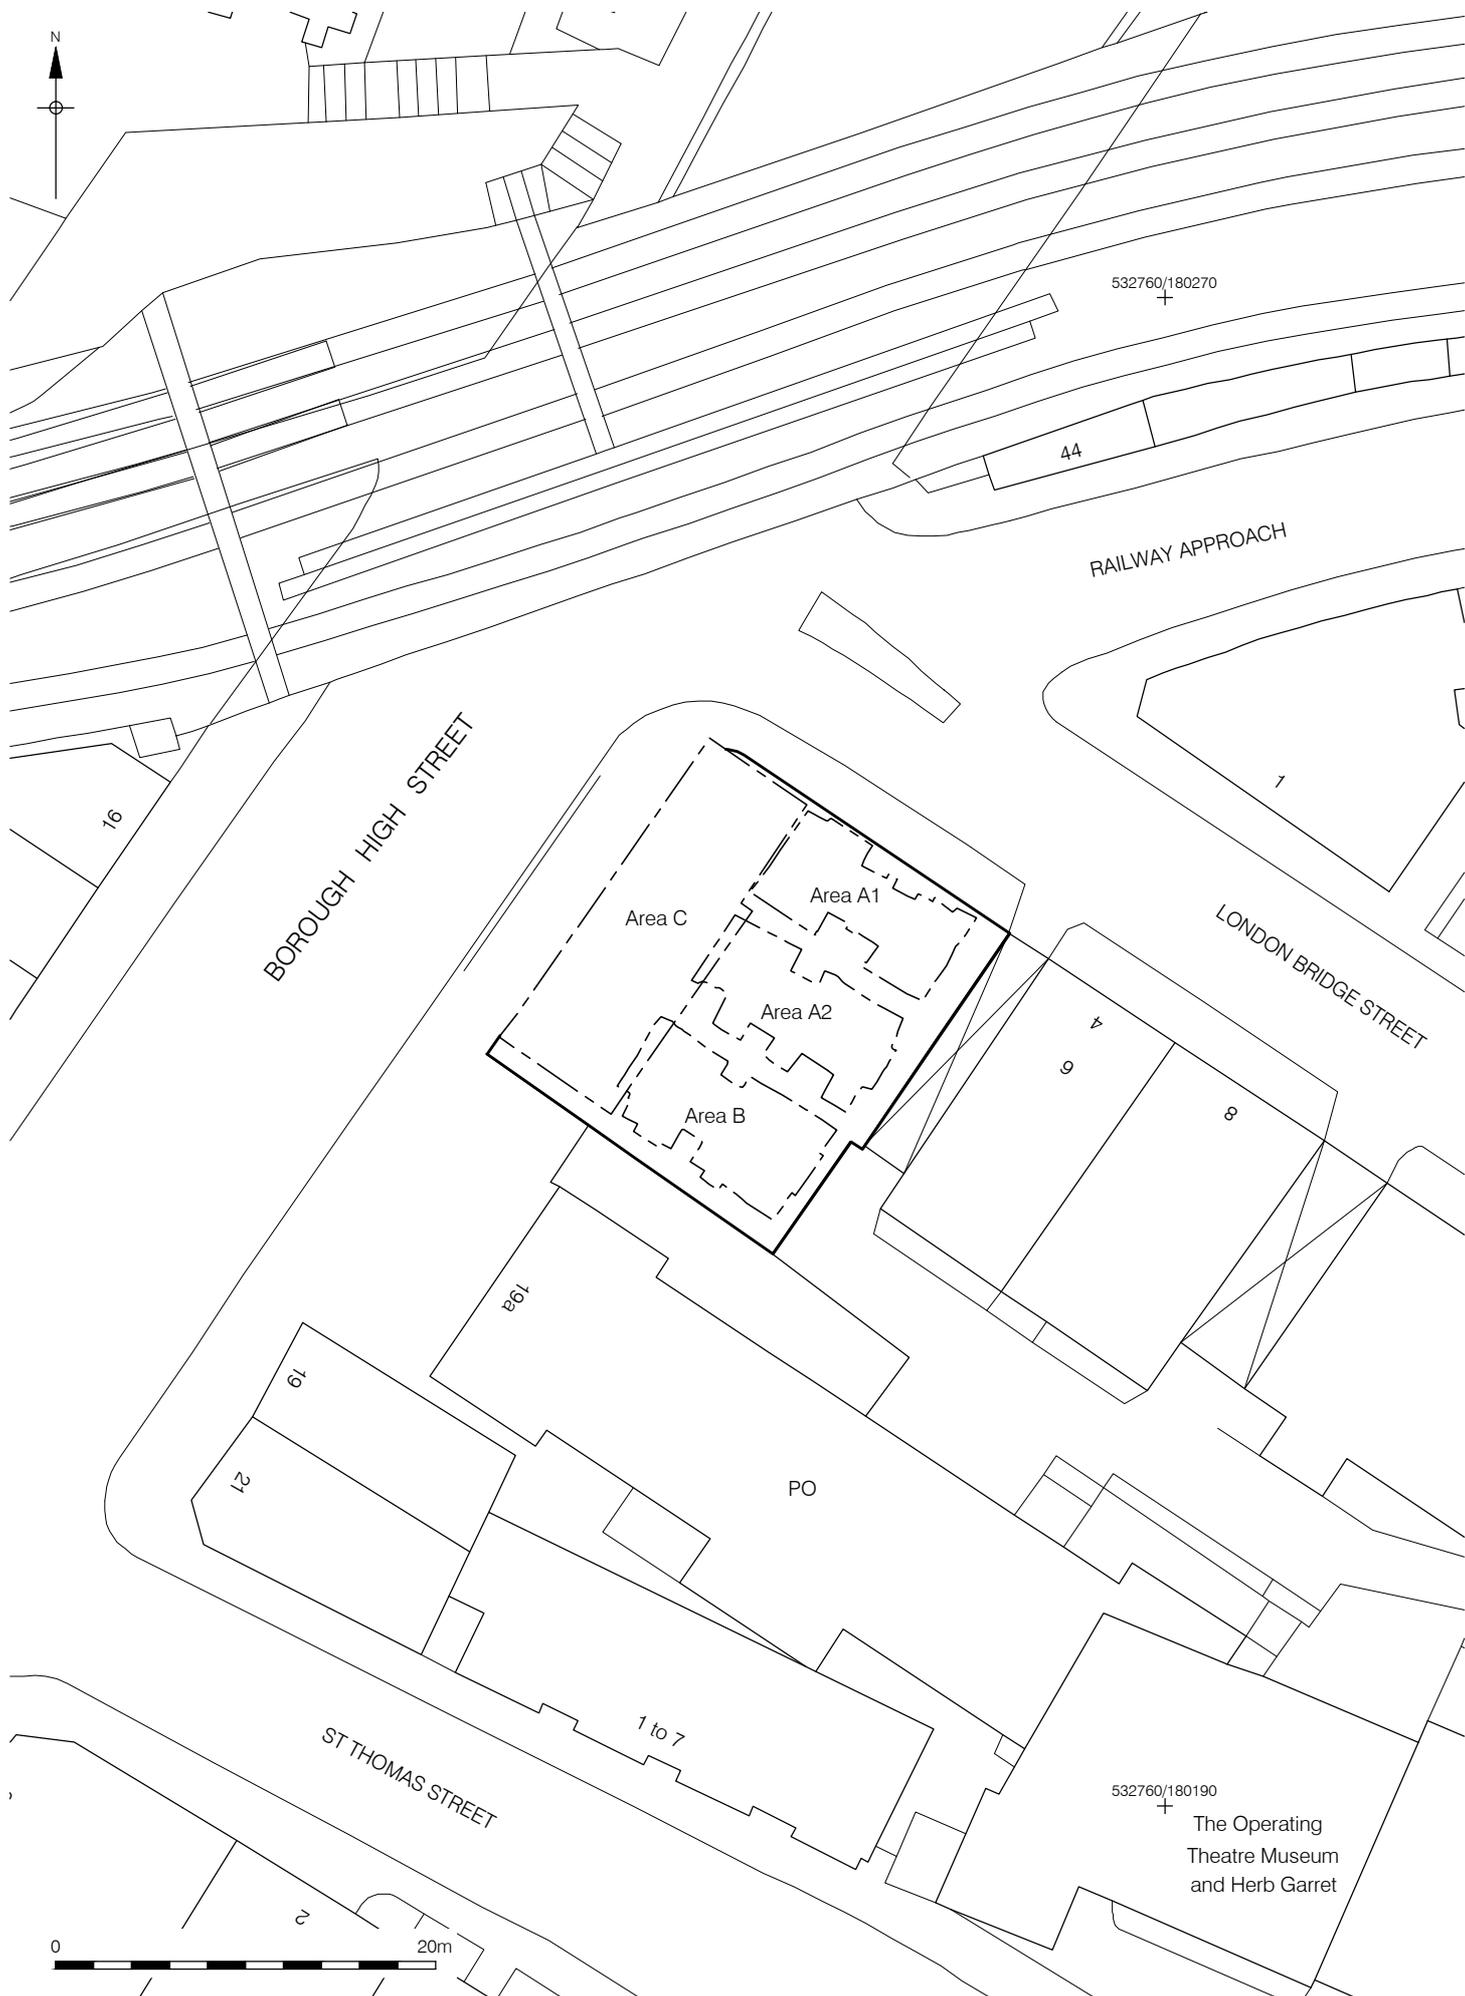 N
532760/180270
44
RAILWAY APPROACH
1
BOROUGH HIGH STREET
16
Area A1
Area C
LONDON BRIDGE STREET
Area A2
4
6
8
Area B
19a
19
21
PO
1 to 7
ST THOMAS STREET
532760/180190
The Operating
Theatre Museum
and Herb Garret
2
0 20m